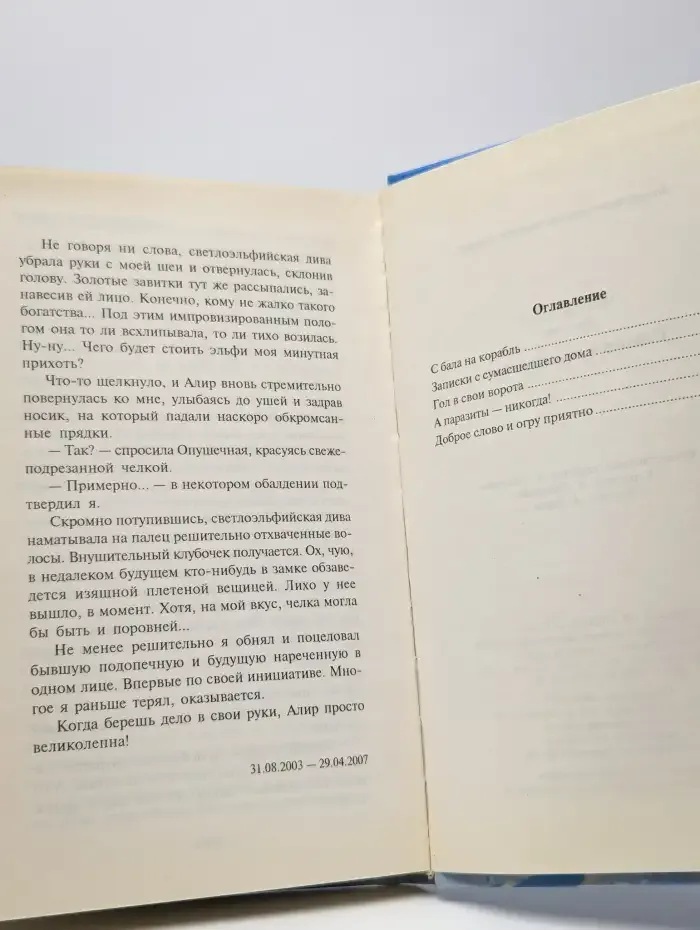 Не говоря ни слова, светлоэльфийская дива
убрала руки с моей шеи и отвернулась, склонив
голову. Золотые завитки тут же рассыпались, за-
навесив ей лицо. Конечно, кому не жалко такого
богатства... Под этим импровизированным поло-
гом она то ли всхлипывала, то ли тихо возилась.
Ну-ну... Чего будет стоить эльфи моя минутная
прихоть?
Что-то щелкнуло, и Алир вновь стремительно
повернулась ко мне, улыбаясь до ушей и задрав
носик, на который падали наскоро обкромсан-
ные прядки.
— Так? — спросила Опушечная, красуясь свеже-
подрезанной челкой.
— Примерно... — в некотором обалдении под-
твердил я.
Скромно потупившись, светлоэльфийская дива
наматывала на палец решительно отхваченные во-
лосы. Внушительный клубочек получается. Ох, чую,
в недалеком будущем кто-нибудь в замке обзаве-
дется изящной плетеной вещицей. Лихо у нее
вышло, в момент. Хотя, на мой вкус, челка могла
бы быть и поровней...
Не менее решительно я обнял и поцеловал
бывшую подопечную и будущую нареченную в
одном лице. Впервые по своей инициативе. Мно-
гое я раньше терял, оказывается.
Когда берешь дело в свои руки, Алир просто
великолепна!
31.08.2003 — 29.04.2007
Оглавление
С бала на корабль
Записки с сумасшедшего дома
Гол в свои ворота
А паразиты — никогда!
Доброе слово и огру приятно